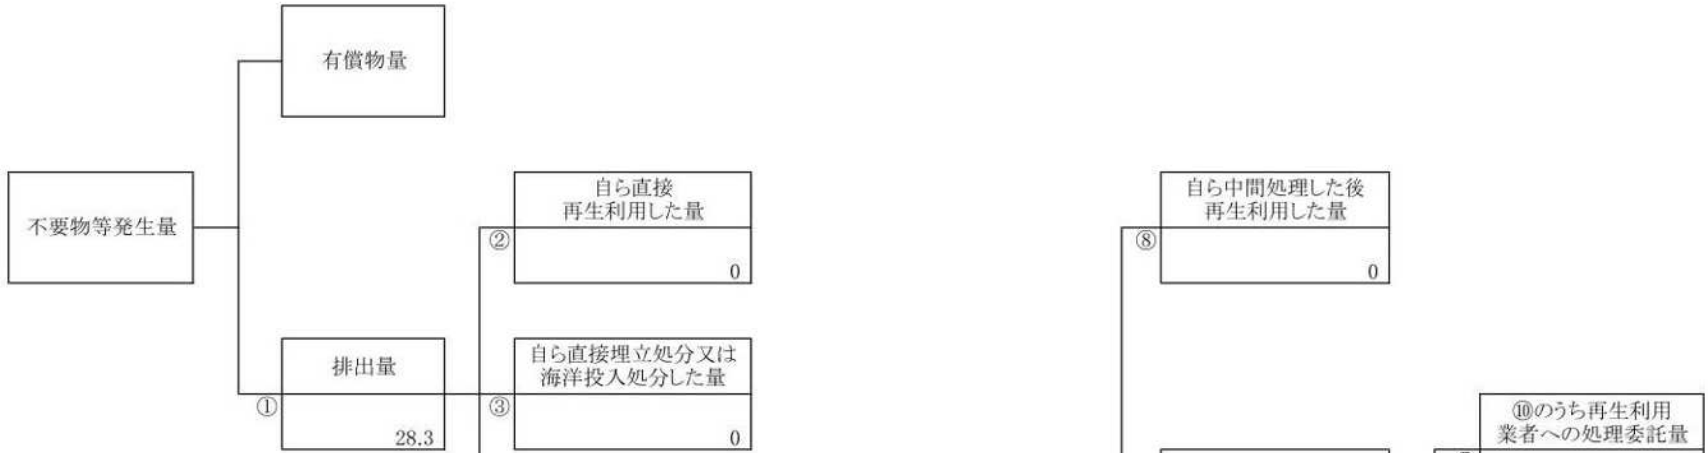 有償物量
不要物等発生量
自ら直接
再生利用した量
②
0
自ら中間処理した後
再生利用した量
⑧
0
排出量
①
28.3
自ら直接埋立処分又は
海洋投入処分した量
③
0
⑩のうち再生利用
業者への処理委託量